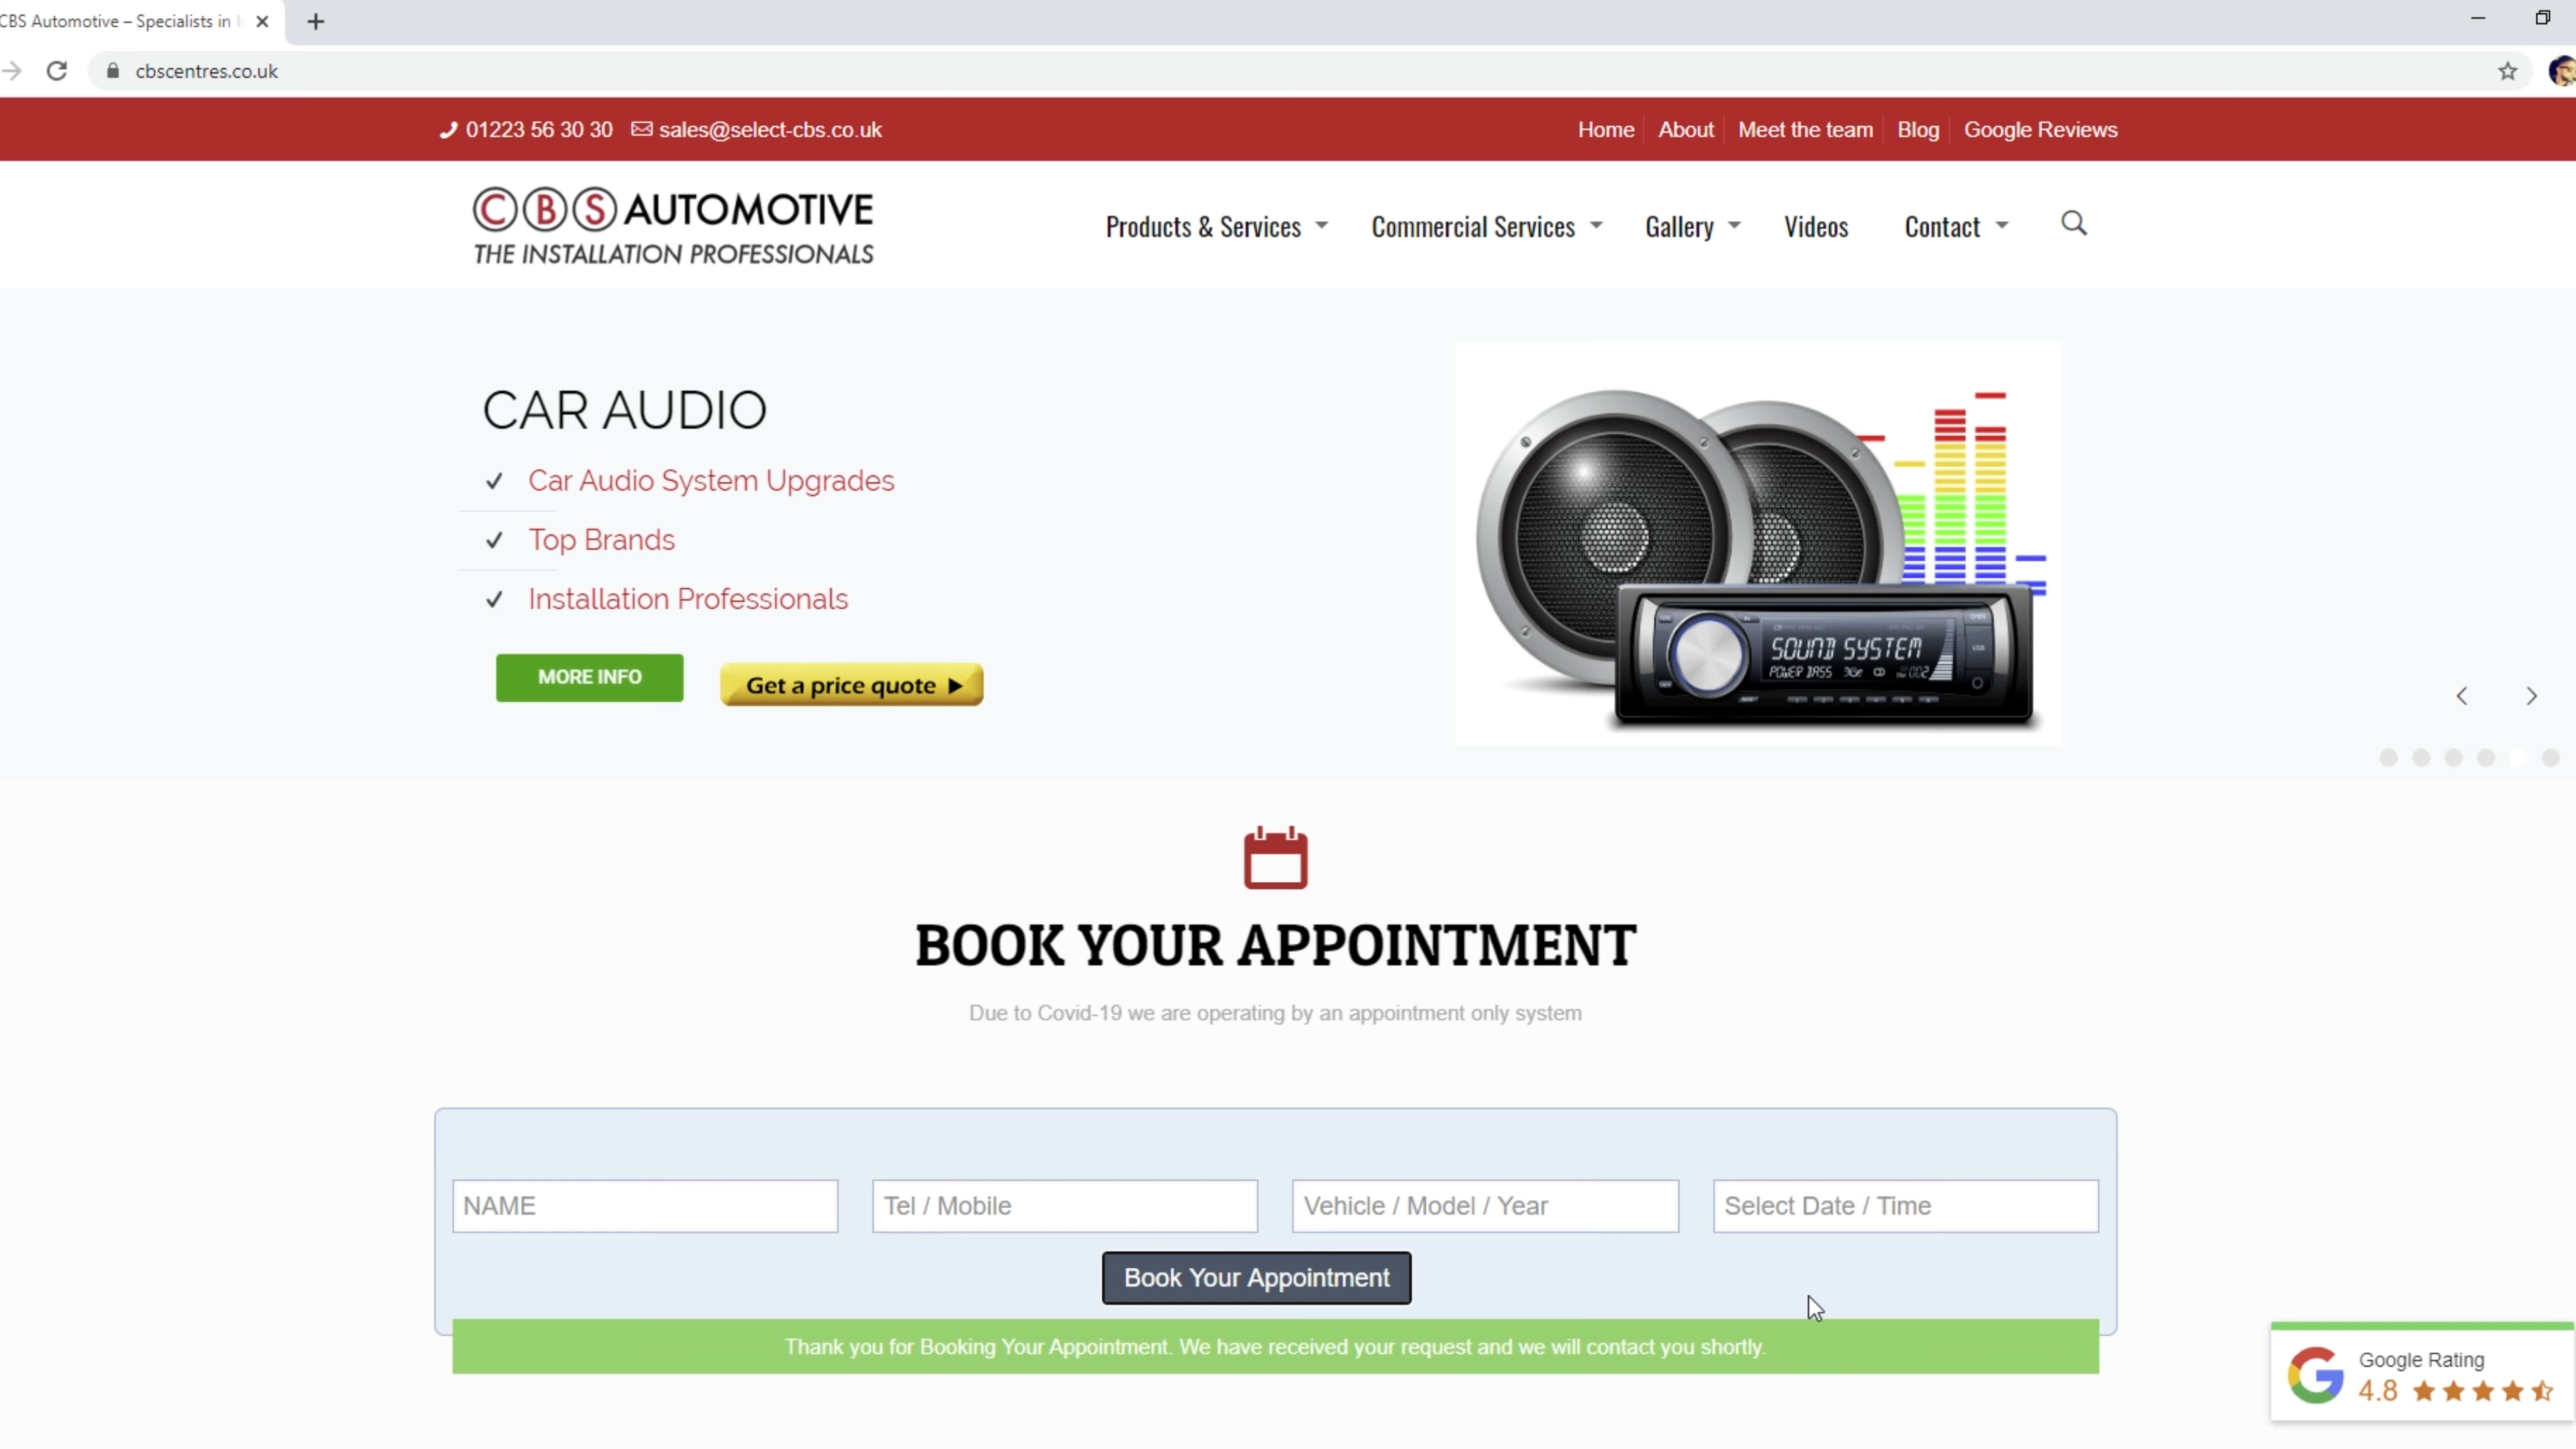 CBS Automotive – Specialists in
cbscentres.co.uk
01223 56 30 30 sales@select-cbs.co.uk
Home About Meet the team Blog Google Reviews
CBS AUTOMOTIVE
THE INSTALLATION PROFESSIONALS
Products & Services Commercial Services Gallery Videos Contact
CAR AUDIO
Car Audio System Upgrades
Top Brands
Installation Professionals
MORE INFO
Get a price quote
SOUND SYSTEM
POWER BASS
BOOK YOUR APPOINTMENT
Due to Covid-19 we are operating by an appointment only system
NAME Tel / Mobile Vehicle / Model / Year Select Date / Time
Book Your Appointment
Thank you for Booking Your Appointment. We have received your request and we will contact you shortly.
Google Rating
4.8